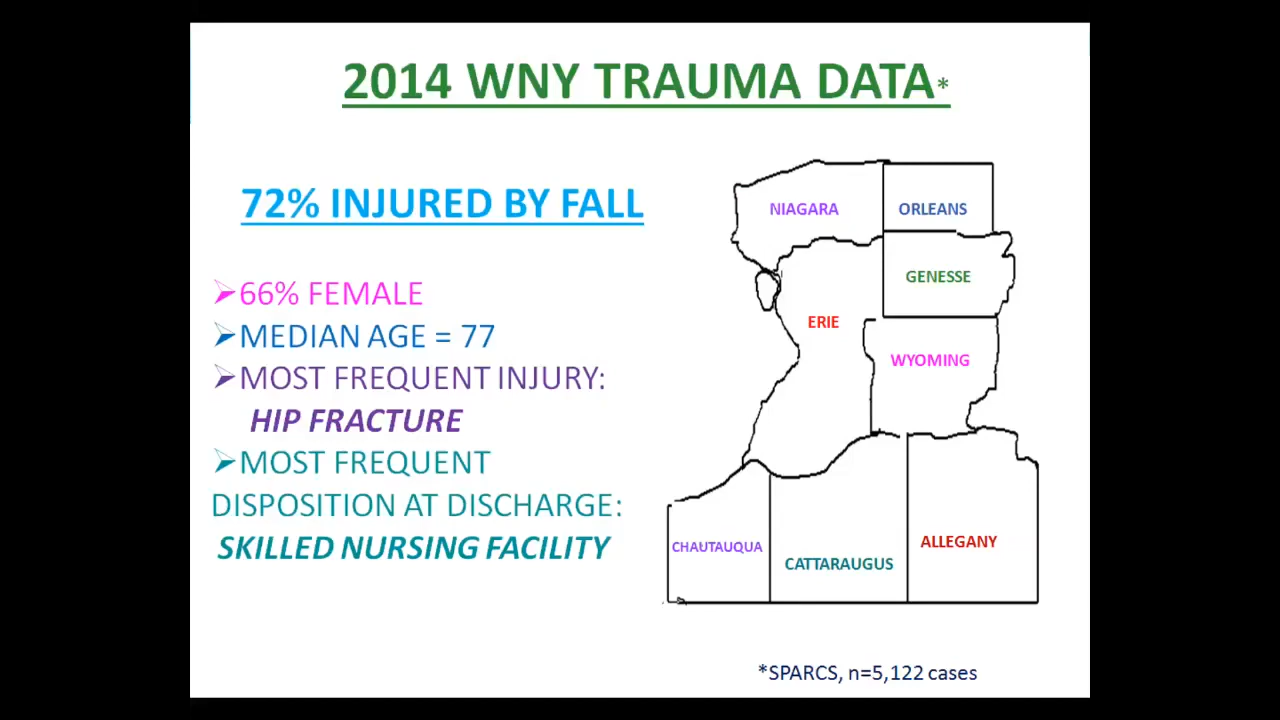 2014 WNY TRAUMA DATA*
72% INJURED BY FALL
➢66% FEMALE
➢MEDIAN AGE = 77
➢MOST FREQUENT INJURY:
HIP FRACTURE
➢MOST FREQUENT
DISPOSITION AT DISCHARGE:
SKILLED NURSING FACILITY
NIAGARA
ORLEANS
GENESSE
ERIE
WYOMING
CHAUTAUQUA
CATTARAUGUS
ALLEGANY
*SPARCS, n=5,122 cases